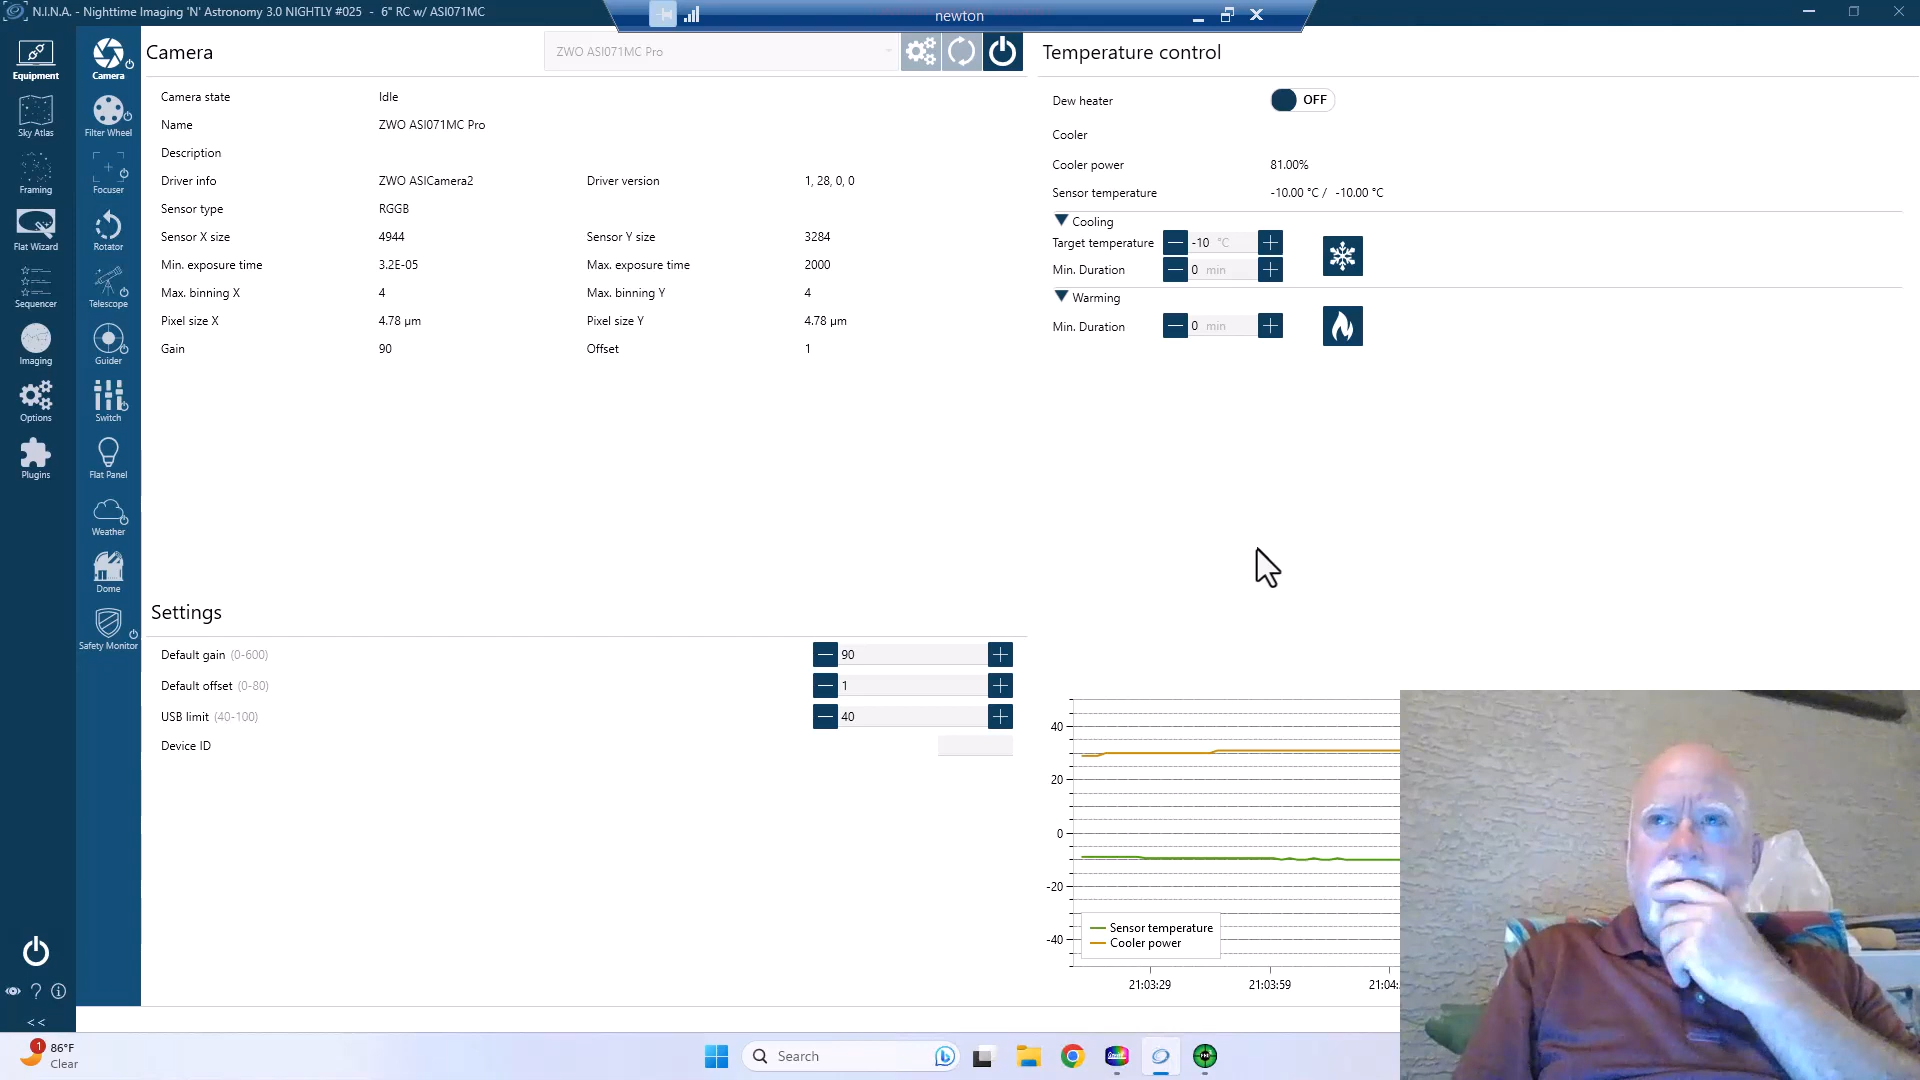 N.I.N.A. - Nighttime Imaging 'N' Astronomy 3.0 NIGHTLY #025 - 6" RC w/ ASI071MC
newton
Equipment
Sky Atlas
Framing
Flat Wizard
Sequencer
Imaging
Options
Plugins
<<
Camera
Filter Wheel
Focuser
Rotator
Telescope
Guider
Switch
Flat Panel
Weather
Dome
Safety Monitor
Camera
ZWO ASI071MC Pro
Camera state Idle
Name ZWO ASI071MC Pro
Description
Driver info ZWO ASICamera2 Driver version 1, 28, 0, 0
Sensor type RGGB
Sensor X size 4944 Sensor Y size 3284
Min. exposure time 3.2E-05 Max. exposure time 2000
Max. binning X 4 Max. binning Y 4
Pixel size X 4.78 µm Pixel size Y 4.78 µm
Gain 90 Offset 1
Settings
Default gain (0-600) 90
Default offset (0-80) 1
USB limit (40-100) 40
Device ID
Temperature control
Dew heater OFF
Cooler
Cooler power 81.00%
Sensor temperature -10.00 °C / -10.00 °C
Cooling
Target temperature -10 °C
Min. Duration 0 min
Warming
Min. Duration 0 min
40
20
0
-20
-40
Sensor temperature
Cooler power
21:03:29 21:03:59 21:04:
1
86°F
Clear
Search